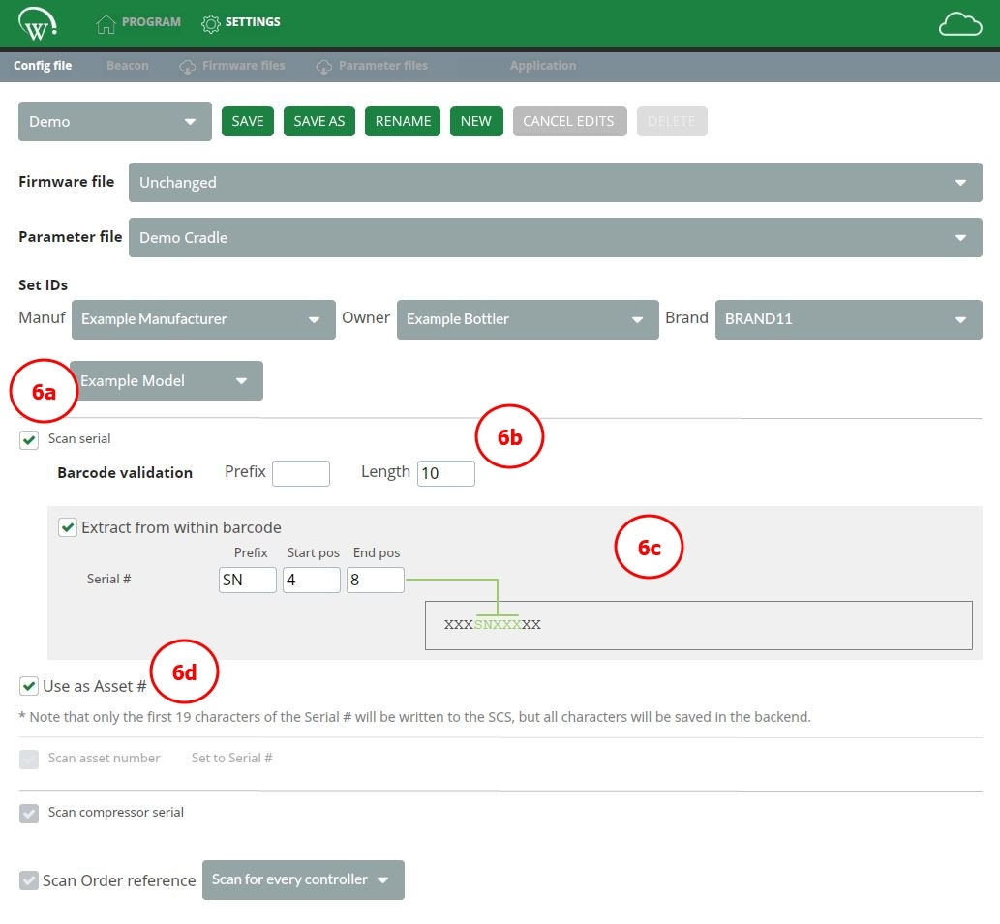 W PROGRAM SETTINGS
Config file Beacon Firmware files Parameter files Application
Demo SAVE SAVE AS RENAME NEW CANCEL EDITS DELETE
Firmware file Unchanged
Parameter file Demo Cradle
Set IDs
Manuf Example Manufacturer Owner Example Bottler Brand BRAND11
6a Example Model
Scan serial 6b
Barcode validation Prefix Length 10
Extract from within barcode 6c
Prefix Start pos End pos
Serial # SN 4 8
XXXSNXXXXX
Use as Asset # 6d
* Note that only the first 19 characters of the Serial # will be written to the SCS, but all characters will be saved in the backend.
Scan asset number Set to Serial #
Scan compressor serial
Scan Order reference Scan for every controller